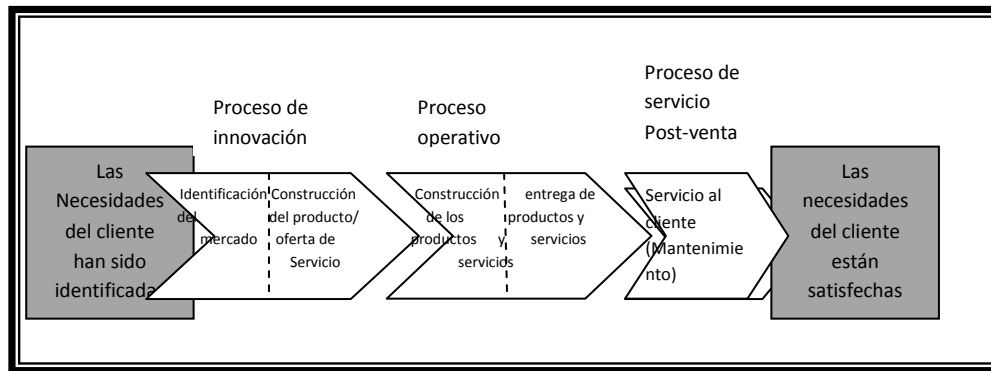 Proceso de
innovación
Proceso
operativo
Proceso de
servicio
Post-venta
Las
Necesidades
del cliente
han sido
identificada
Identificación
del
mercado
Construcción
del producto/
oferta de
Servicio
Construcción
de los
productos y
servicios
entrega de
productos y
servicios
Servicio al
cliente
(Mantenimie
nto)
Las
necesidades
del cliente
están
satisfechas